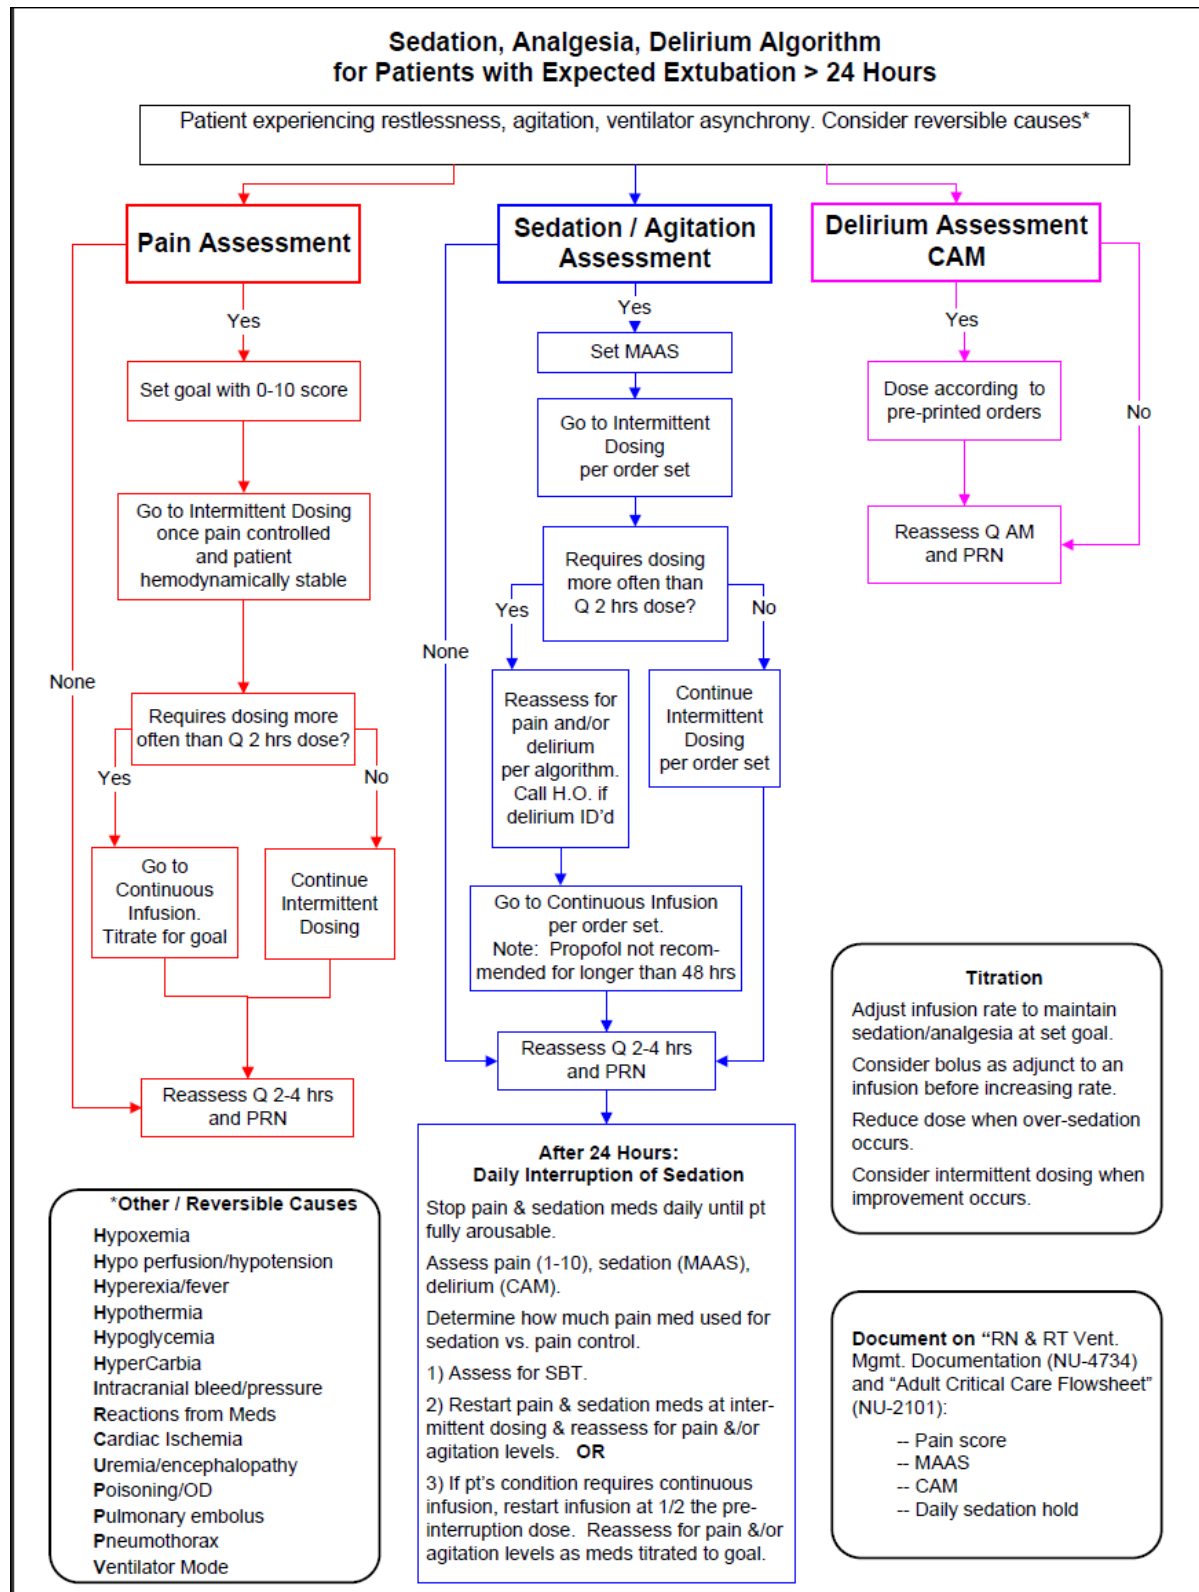 Sedation, Analgesia, Delirium Algorithm
for Patients with Expected Extubation > 24 Hours
Patient experiencing restlessness, agitation, ventilator asynchrony. Consider reversible causes*
Pain Assessment
Yes
Set goal with 0-10 score
Go to Intermittent Dosing
once pain controlled
and patient
hemodynamically stable
None
Requires dosing more
often than Q 2 hrs dose?
Yes
No
Go to
Continuous
Infusion.
Titrate for goal
Continue
Intermittent
Dosing
Reassess Q 2-4 hrs
and PRN
Sedation / Agitation
Assessment
Yes
Set MAAS
Go to Intermittent
Dosing
per order set
Requires dosing
more often than
Q 2 hrs dose?
Yes
No
None
Reassess for
pain and/or
delirium
per algorithm.
Call H.O. if
delirium ID'd
Continue
Intermittent
Dosing
per order set
Go to Continuous Infusion
per order set.
Note: Propofol not recom-
mended for longer than 48 hrs
Reassess Q 2-4 hrs
and PRN
After 24 Hours:
Daily Interruption of Sedation
Stop pain & sedation meds daily until pt
fully arousable.
Assess pain (1-10), sedation (MAAS),
delirium (CAM).
Determine how much pain med used for
sedation vs. pain control.
1) Assess for SBT.
2) Restart pain & sedation meds at inter-
mittent dosing & reassess for pain &/or
agitation levels. OR
3) If pt's condition requires continuous
infusion, restart infusion at 1/2 the pre-
interruption dose. Reassess for pain &/or
agitation levels as meds titrated to goal.
Delirium Assessment
CAM
Yes
No
Dose according to
pre-printed orders
Reassess Q AM
and PRN
Titration
Adjust infusion rate to maintain
sedation/analgesia at set goal.
Consider bolus as adjunct to an
infusion before increasing rate.
Reduce dose when over-sedation
occurs.
Consider intermittent dosing when
improvement occurs.
*Other / Reversible Causes
Hypoxemia
Hypo perfusion/hypotension
Hyperexia/fever
Hypothermia
Hypoglycemia
HyperCarbia
Intracranial bleed/pressure
Reactions from Meds
Cardiac Ischemia
Uremia/encephalopathy
Poisoning/OD
Pulmonary embolus
Pneumothorax
Ventilator Mode
Document on "RN & RT Vent.
Mgmt. Documentation (NU-4734)
and "Adult Critical Care Flowsheet"
(NU-2101):
-- Pain score
-- MAAS
-- CAM
-- Daily sedation hold